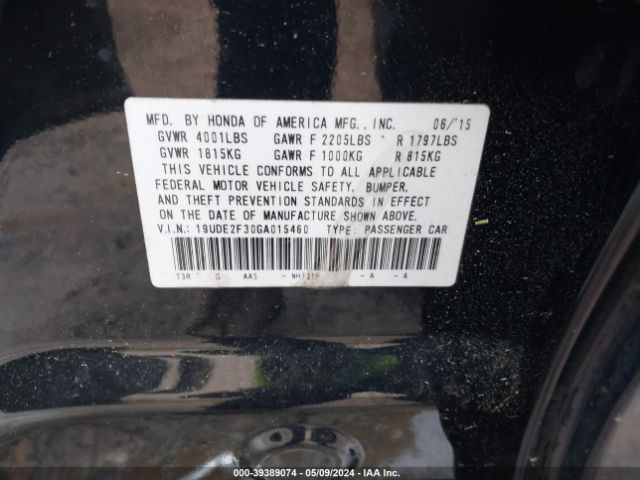 MFD. BY HONDA OF AMERICA MFG., INC. 06/'15
GVWR 4001LBS GAWR F 2205LBS R 1797LBS
GVWR 1815KG GAWR F 1000KG R 815KG
THIS VEHICLE CONFORMS TO ALL APPLICABLE
FEDERAL MOTOR VEHICLE SAFETY, BUMPER,
AND THEFT PREVENTION STANDARDS IN EFFECT
ON THE DATE OF MANUFACTURE SHOWN ABOVE.
V.I.N.: 19UDE2F30GA015460 TYPE: PASSENGER CAR
T3R G AAS - - A - A
000-39389074 | 05/09/2024 | IAA Inc.